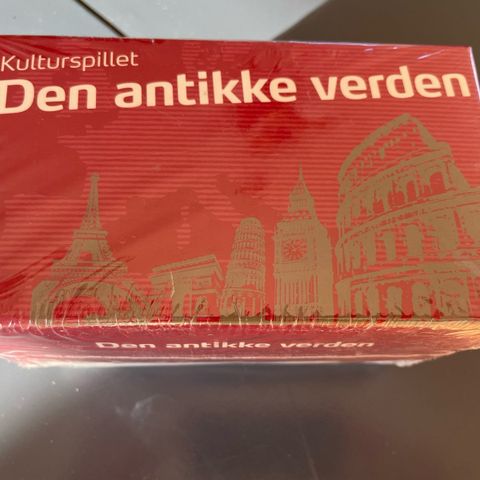 Kulturspillet
Den antikke verden
Den antikke verden